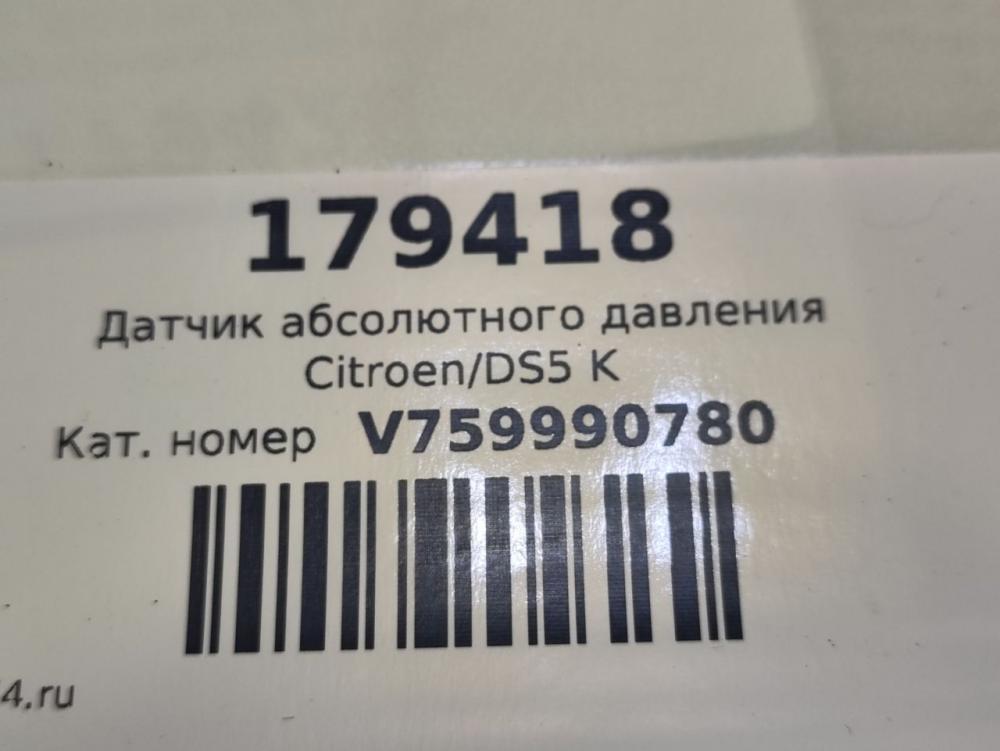 179418
Датчик абсолютного давления
Citroen/DS5 K
Кат. номер V759990780
4.ru